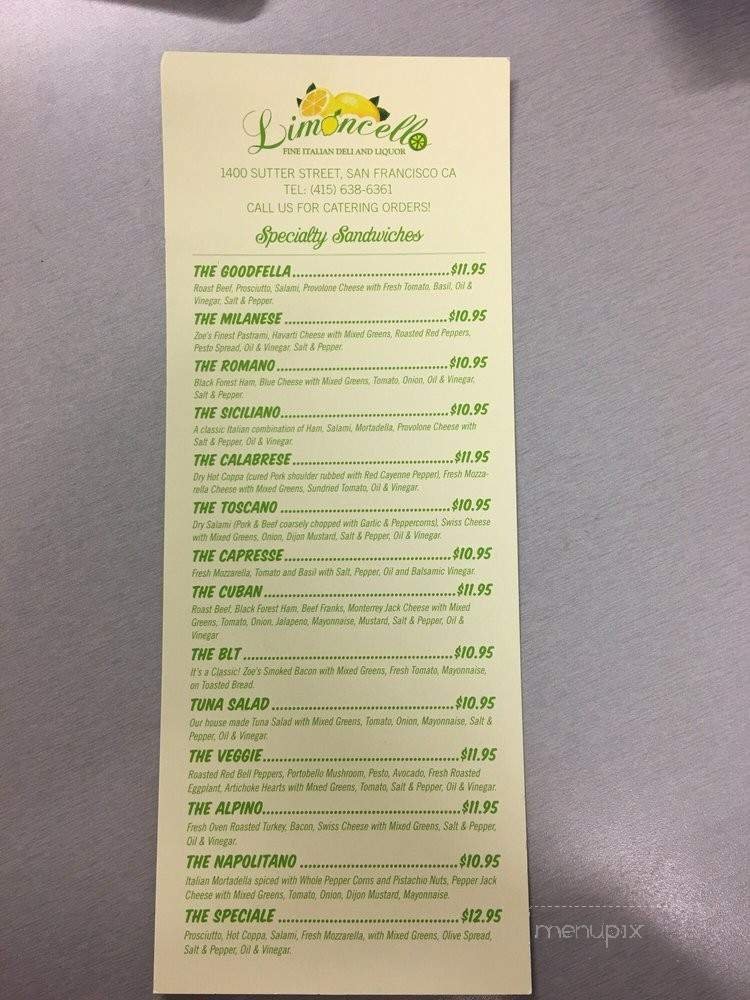 Limoncello
FINE ITALIAN DELI AND LIQUOR
1400 SUTTER STREET, SAN FRANCISCO CA
TEL: (415) 638-6361
CALL US FOR CATERING ORDERS!
Specialty Sandwiches
THE GOODFELLA....................................$11.95
Roast Beef, Prosciutto, Salami, Provolone Cheese with Fresh Tomato, Basil, Oil &
Vinegar, Salt & Pepper.
THE MILANESE .....................................$10.95
Zoe's Finest Pastrami, Havarti Cheese with Mixed Greens, Roasted Red Peppers,
Pesto Spread, Oil & Vinegar, Salt & Pepper.
THE ROMANO.......................................$10.95
Black Forest Ham, Blue Cheese with Mixed Greens, Tomato, Onion, Oil & Vinegar,
Salt & Pepper.
THE SICILIANO......................................$10.95
A classic Italian combination of Ham, Salami, Mortadella, Provolone Cheese with
Salt & Pepper, Oil & Vinegar.
THE CALABRESE.....................................$11.95
Dry Hot Coppa (cured Pork shoulder rubbed with Red Cayenne Pepper), Fresh Mozza-
rella Cheese with Mixed Greens, Sundried Tomato, Oil & Vinegar.
THE TOSCANO .......................................$10.95
Dry Salami (Pork & Beef coarsely chopped with Garlic & Peppercorns), Swiss Cheese
with Mixed Greens, Onion, Dijon Mustard, Salt & Pepper, Oil & Vinegar.
THE CAPRESSE......................................$10.95
Fresh Mozzarella, Tomato and Basil with Salt, Pepper, Oil and Balsamic Vinegar.
THE CUBAN...........................................$11.95
Roast Beef, Black Forest Ham, Beef Franks, Monterrey Jack Cheese with Mixed
Greens, Tomato, Onion, Jalapeno, Mayonnaise, Mustard, Salt & Pepper, Oil &
Vinegar
THE BLT ...............................................$10.95
It's a Classic! Zoe's Smoked Bacon with Mixed Greens, Fresh Tomato, Mayonnaise,
on Toasted Bread.
TUNA SALAD.........................................$10.95
Our house made Tuna Salad with Mixed Greens, Tomato, Onion, Mayonnaise, Salt &
Pepper, Oil & Vinegar.
THE VEGGIE...........................................$11.95
Roasted Red Bell Peppers, Portobello Mushroom, Pesto, Avocado, Fresh Roasted
Eggplant, Artichoke Hearts with Mixed Greens, Tomato, Salt & Pepper, Oil & Vinegar.
THE ALPINO...........................................$11.95
Fresh Oven Roasted Turkey, Bacon, Swiss Cheese with Mixed Greens, Salt & Pepper,
Oil & Vinegar.
THE NAPOLITANO ...................................$10.95
Italian Mortadella spiced with Whole Pepper Corns and Pistachio Nuts, Pepper Jack
Cheese with Mixed Greens, Tomato, Onion, Dijon Mustard, Mayonnaise.
THE SPECIALE .......................................$12.95
Prosciutto, Hot Coppa, Salami, Fresh Mozzarella, with Mixed Greens, Olive Spread,
Salt & Pepper, Oil & Vinegar.
menupix